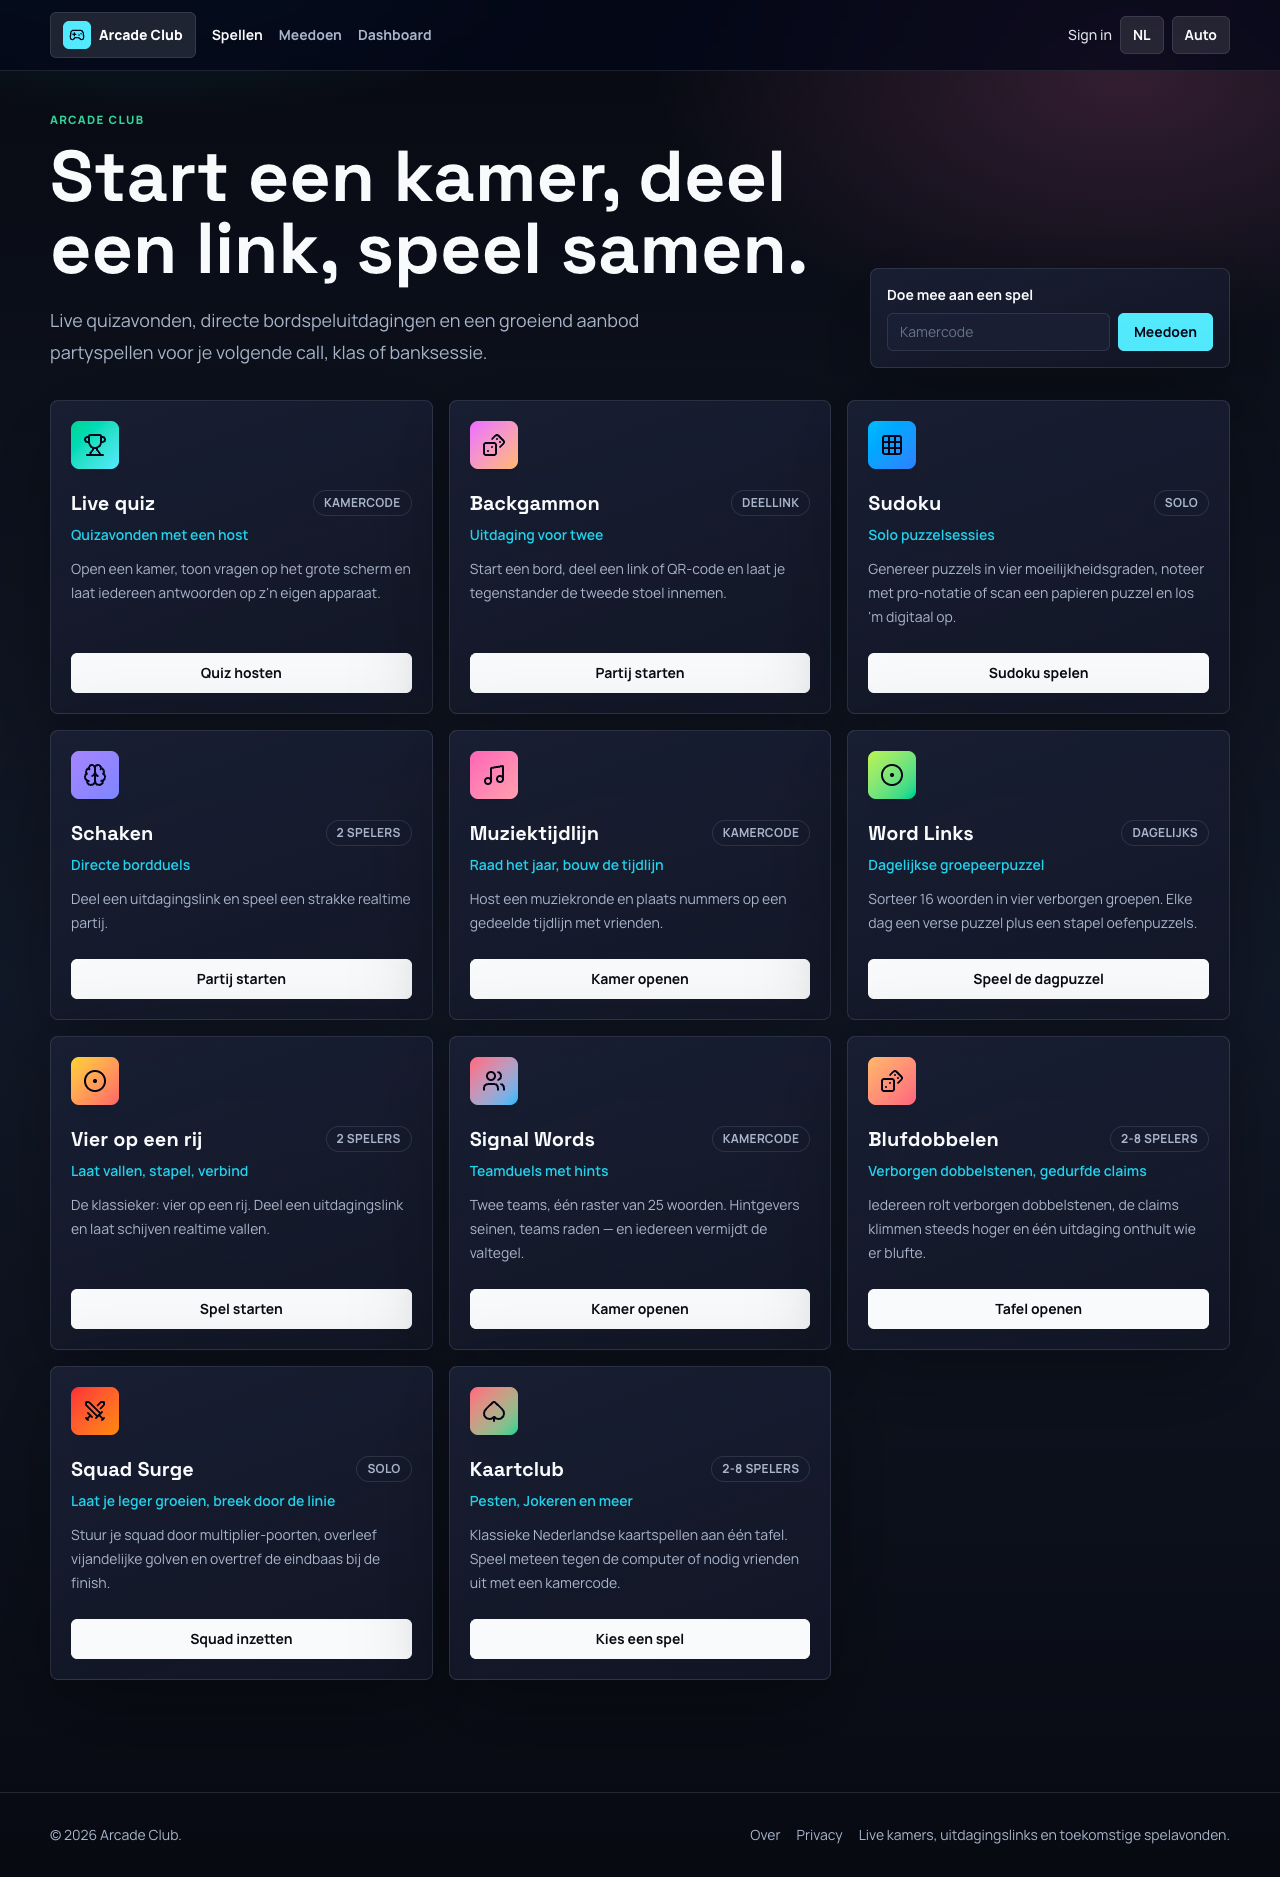 Arcade Club
Spellen
Meedoen
Dashboard
Sign in
NL
Auto
ARCADE CLUB
Start een kamer, deel
een link, speel samen.
Live quizavonden, directe bordspeluitdagingen en een groeiend aanbod
partyspellen voor je volgende call, klas of banksessie.
Doe mee aan een spel
Kamercode
Meedoen
Live quiz
KAMERCODE
Quizavonden met een host
Open een kamer, toon vragen op het grote scherm en
laat iedereen antwoorden op z'n eigen apparaat.
Quiz hosten
Backgammon
DEELLINK
Uitdaging voor twee
Start een bord, deel een link of QR-code en laat je
tegenstander de tweede stoel innemen.
Partij starten
Sudoku
SOLO
Solo puzzelsessies
Genereer puzzels in vier moeilijkheidsgraden, noteer
met pro-notatie of scan een papieren puzzel en los
'm digitaal op.
Sudoku spelen
Schaken
2 SPELERS
Directe bordduels
Deel een uitdagingslink en speel een strakke realtime
partij.
Partij starten
Muziektijdlijn
KAMERCODE
Raad het jaar, bouw de tijdlijn
Host een muziekronde en plaats nummers op een
gedeelde tijdlijn met vrienden.
Kamer openen
Word Links
DAGELIJKS
Dagelijkse groepeerpuzzel
Sorteer 16 woorden in vier verborgen groepen. Elke
dag een verse puzzel plus een stapel oefenpuzzels.
Speel de dagpuzzel
Vier op een rij
2 SPELERS
Laat vallen, stapel, verbind
De klassieker: vier op een rij. Deel een uitdagingslink
en laat schijven realtime vallen.
Spel starten
Signal Words
KAMERCODE
Teamduels met hints
Twee teams, één raster van 25 woorden. Hintgevers
seinen, teams raden — en iedereen vermijdt de
valtegel.
Kamer openen
Blufdobbelen
2-8 SPELERS
Verborgen dobbelstenen, gedurfde claims
Iedereen rolt verborgen dobbelstenen, de claims
klimmen steeds hoger en één uitdaging onthult wie
er blufte.
Tafel openen
Squad Surge
SOLO
Laat je leger groeien, breek door de linie
Stuur je squad door multiplier-poorten, overleef
vijandelijke golven en overtref de eindbaas bij de
finish.
Squad inzetten
Kaartclub
2-8 SPELERS
Pesten, Jokeren en meer
Klassieke Nederlandse kaartspellen aan één tafel.
Speel meteen tegen de computer of nodig vrienden
uit met een kamercode.
Kies een spel
© 2026 Arcade Club.
Over
Privacy
Live kamers, uitdagingslinks en toekomstige spelavonden.